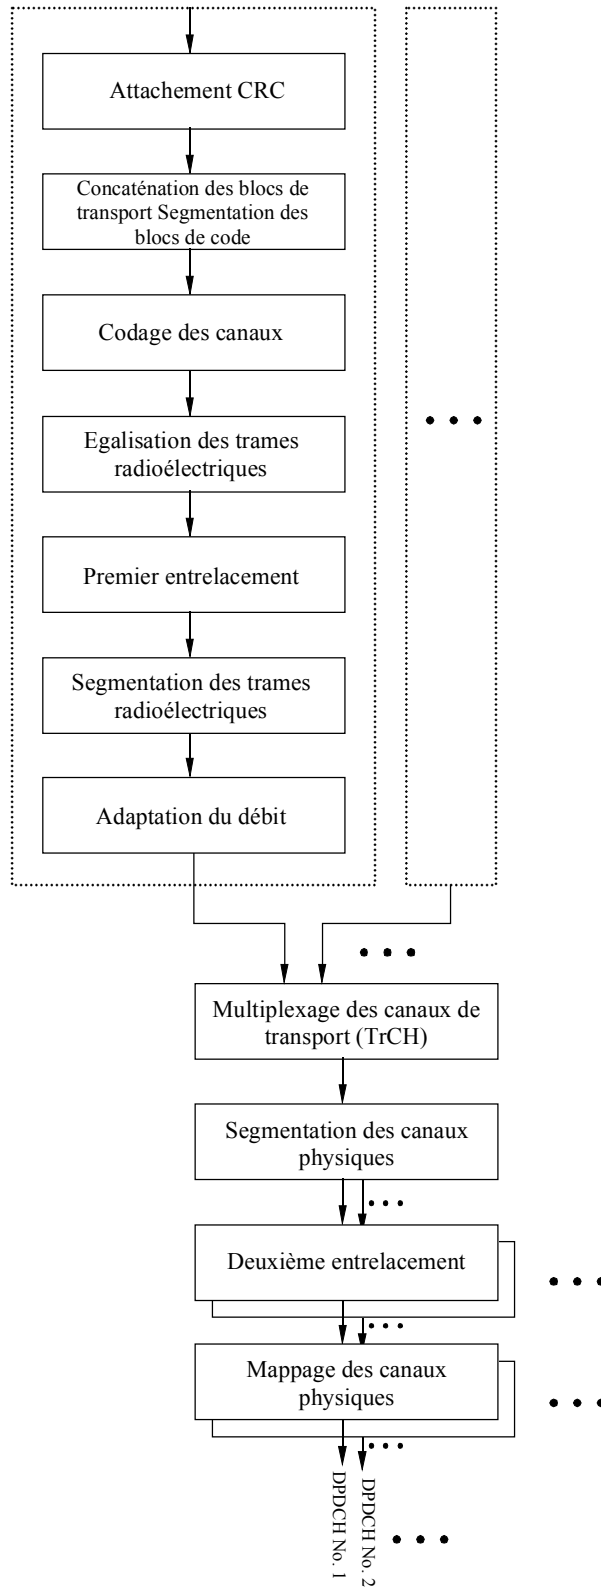 Attachement CRC
Concaténation des blocs de
transport Segmentation des
blocs de code
Codage des canaux
Egalisation des trames
radioélectriques
Premier entrelacement
Segmentation des trames
radioélectriques
Adaptation du débit
Multiplexage des canaux de
transport (TrCH)
Segmentation des canaux
physiques
Deuxième entrelacement
Mappage des canaux
physiques
DPDCH No. 1
DPDCH No. 2